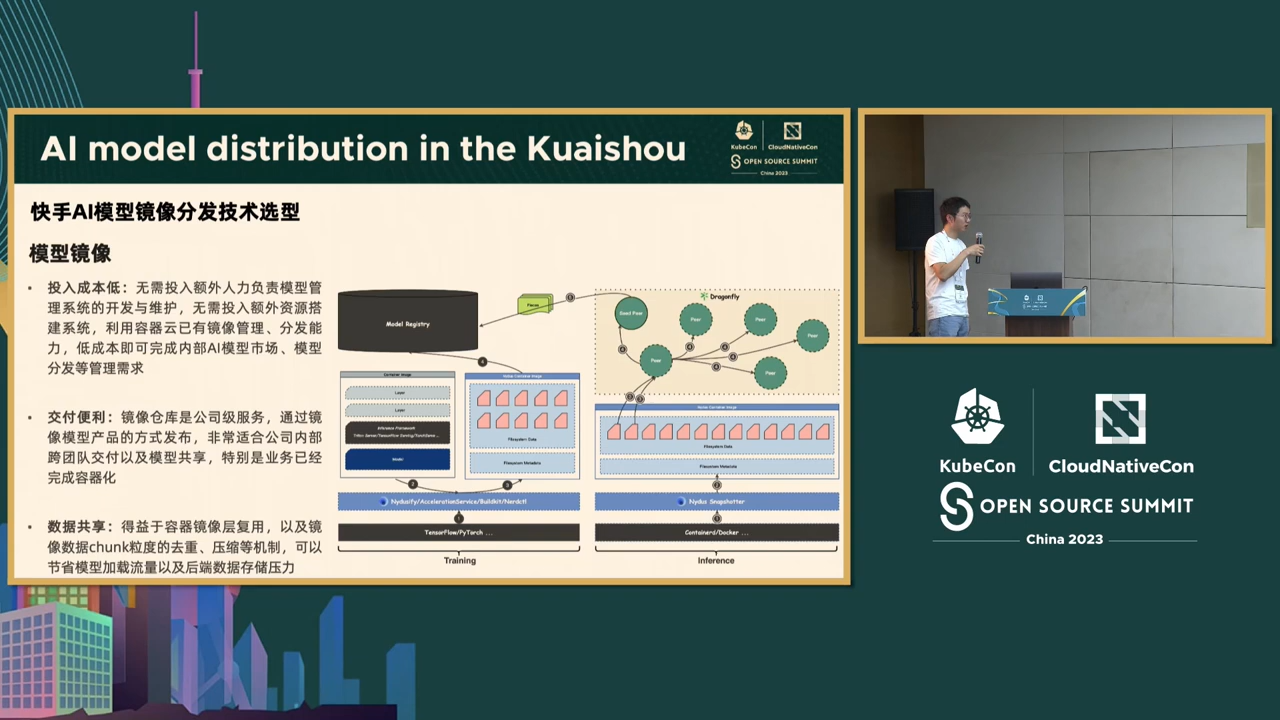 AI model distribution in the Kuaishou
KubeCon
CloudNativeCon
OPEN SOURCE SUMMIT
China 2023
快手AI模型镜像分发技术选型
模型镜像
• 投入成本低：无需投入额外人力负责模型管
理系统的开发与维护，无需投入额外资源搭
建系统，利用容器云已有镜像管理、分发能
力，低成本即可完成内部AI模型市场、模型
分发等管理需求
• 交付便利：镜像仓库是公司级服务，通过镜
像模型产品的方式发布，非常适合公司内部
跨团队交付以及模型共享，特别是业务已经
完成容器化
• 数据共享：得益于容器镜像层复用，以及镜
像数据chunk粒度的去重、压缩等机制，可以
节省模型加载流量以及后端数据存储压力
Model Registry
Container Image
Layer
Layer
Inference Framework
Model
Nydus Container Image
Filesystem Data
Filesystem Metadata
Nydusify/AccelerationService/Buildkit/Nerdctl
TensorFlow/PyTorch ...
Training
Dragonfly
Seed Peer
Peer
Peer
Peer
Peer
Peer
Nydus Container Image
Filesystem Data
Filesystem Metadata
Nydus Snapshotter
Containerd/Docker ...
Inference
KubeCon
CloudNativeCon
OPEN SOURCE SUMMIT
China 2023